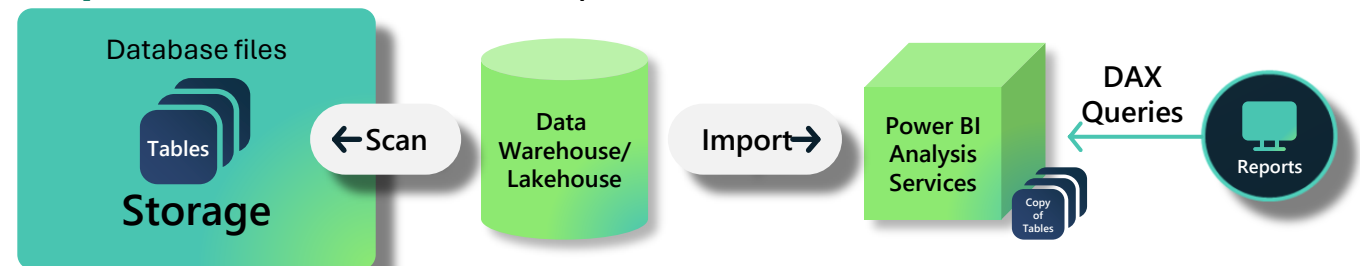 Database files
Tables
Storage
Scan
Data
Warehouse/
Lakehouse
Import
Power BI
Analysis
Services
Copy
of
Tables
DAX
Queries
Reports